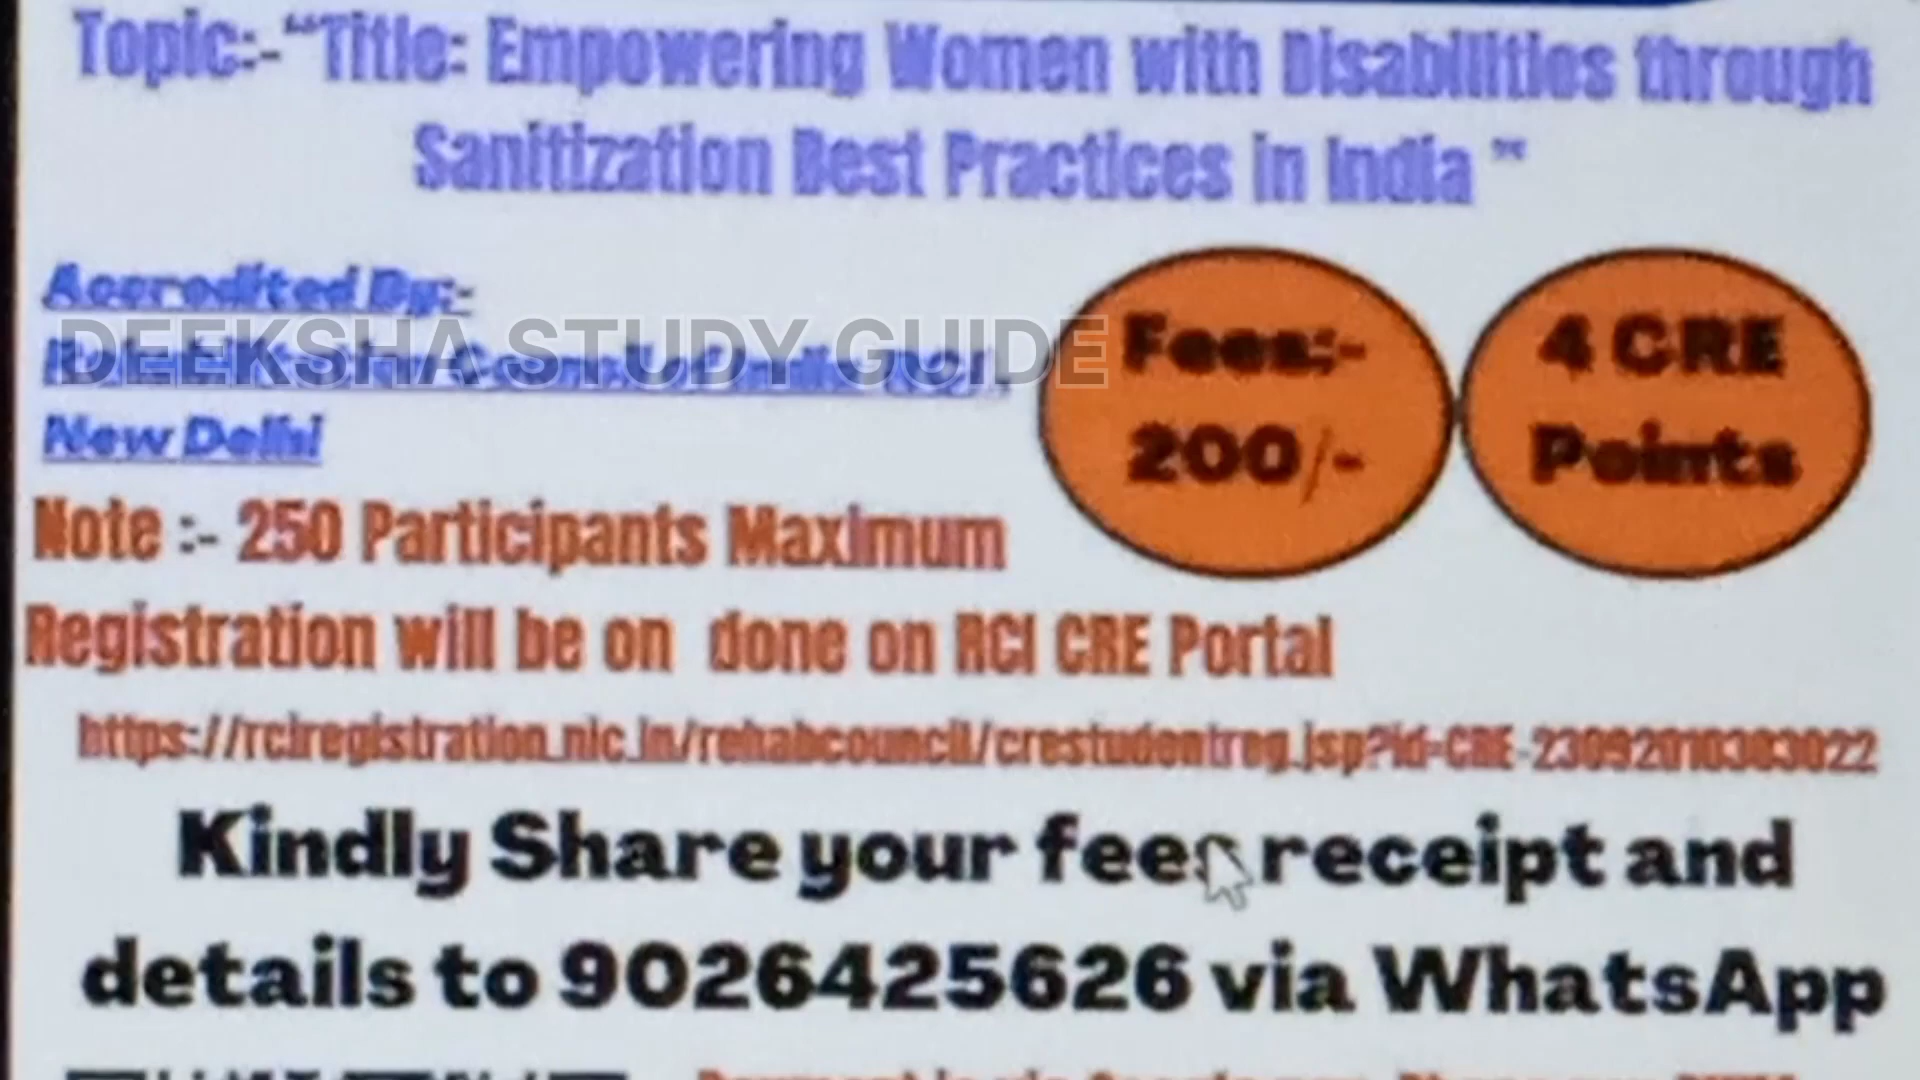 Topic:-“Title: Empowering Women with Disabilities through
Sanitization Best Practices in India ”
Accredited By:-
DEEKSHA STUDY GUIDE
New Delhi
Fees:-
200/-
4 CRE
Points
Note :- 250 Participants Maximum
Registration will be on done on RCI CRE Portal
https://rciregistration.nic.in/rehabcouncil/crestudentreg.jsp?id=CRE-
Kindly Share your fees receipt and
details to 9026425626 via WhatsApp